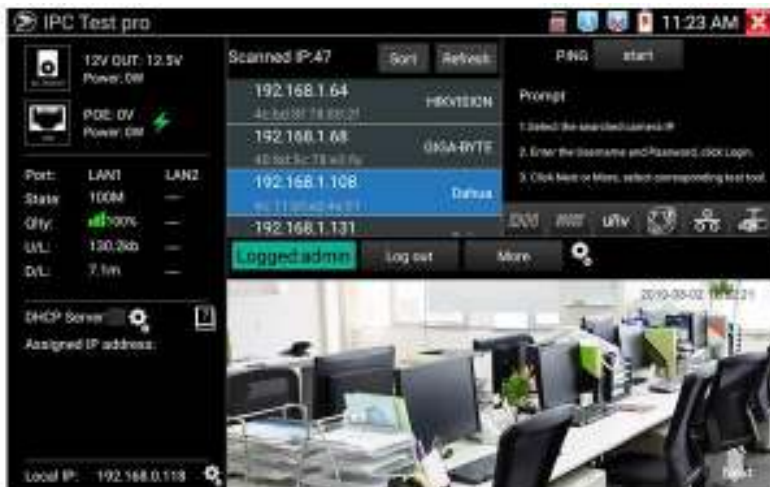 IPC Test pro
11:23 AM
12V OUT: 12.5V
Power: 0W
POE: 0V
Power: 0W
Port: LAN1 LAN2
State: 100M ---
Qlty: 100% ---
U/L: 130.2kb ---
D/L: 7.1m ---
DHCP Server
Assigned IP address:
Local IP: 192.168.0.118
Scanned IP:47 Sort Refresh
192.168.1.64 HIKVISION
192.168.1.68 GIGA-BYTE
192.168.1.108 Dahua
192.168.1.131
Logged:admin Log out More
PING start
Prompt
1.Select the searched camera IP
2. Enter the Username and Password, click Login.
3. Click Next or More, select corresponding test tool.
uñv
Next